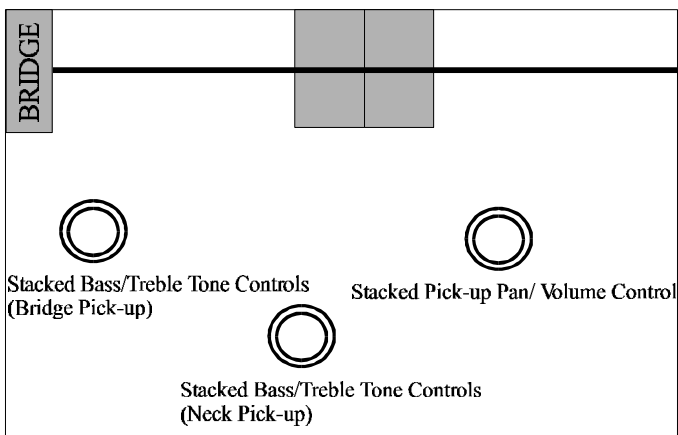 BRIDGE
Stacked Bass/Treble Tone Controls
(Bridge Pick-up)
Stacked Pick-up Pan/ Volume Control
Stacked Bass/Treble Tone Controls
(Neck Pick-up)